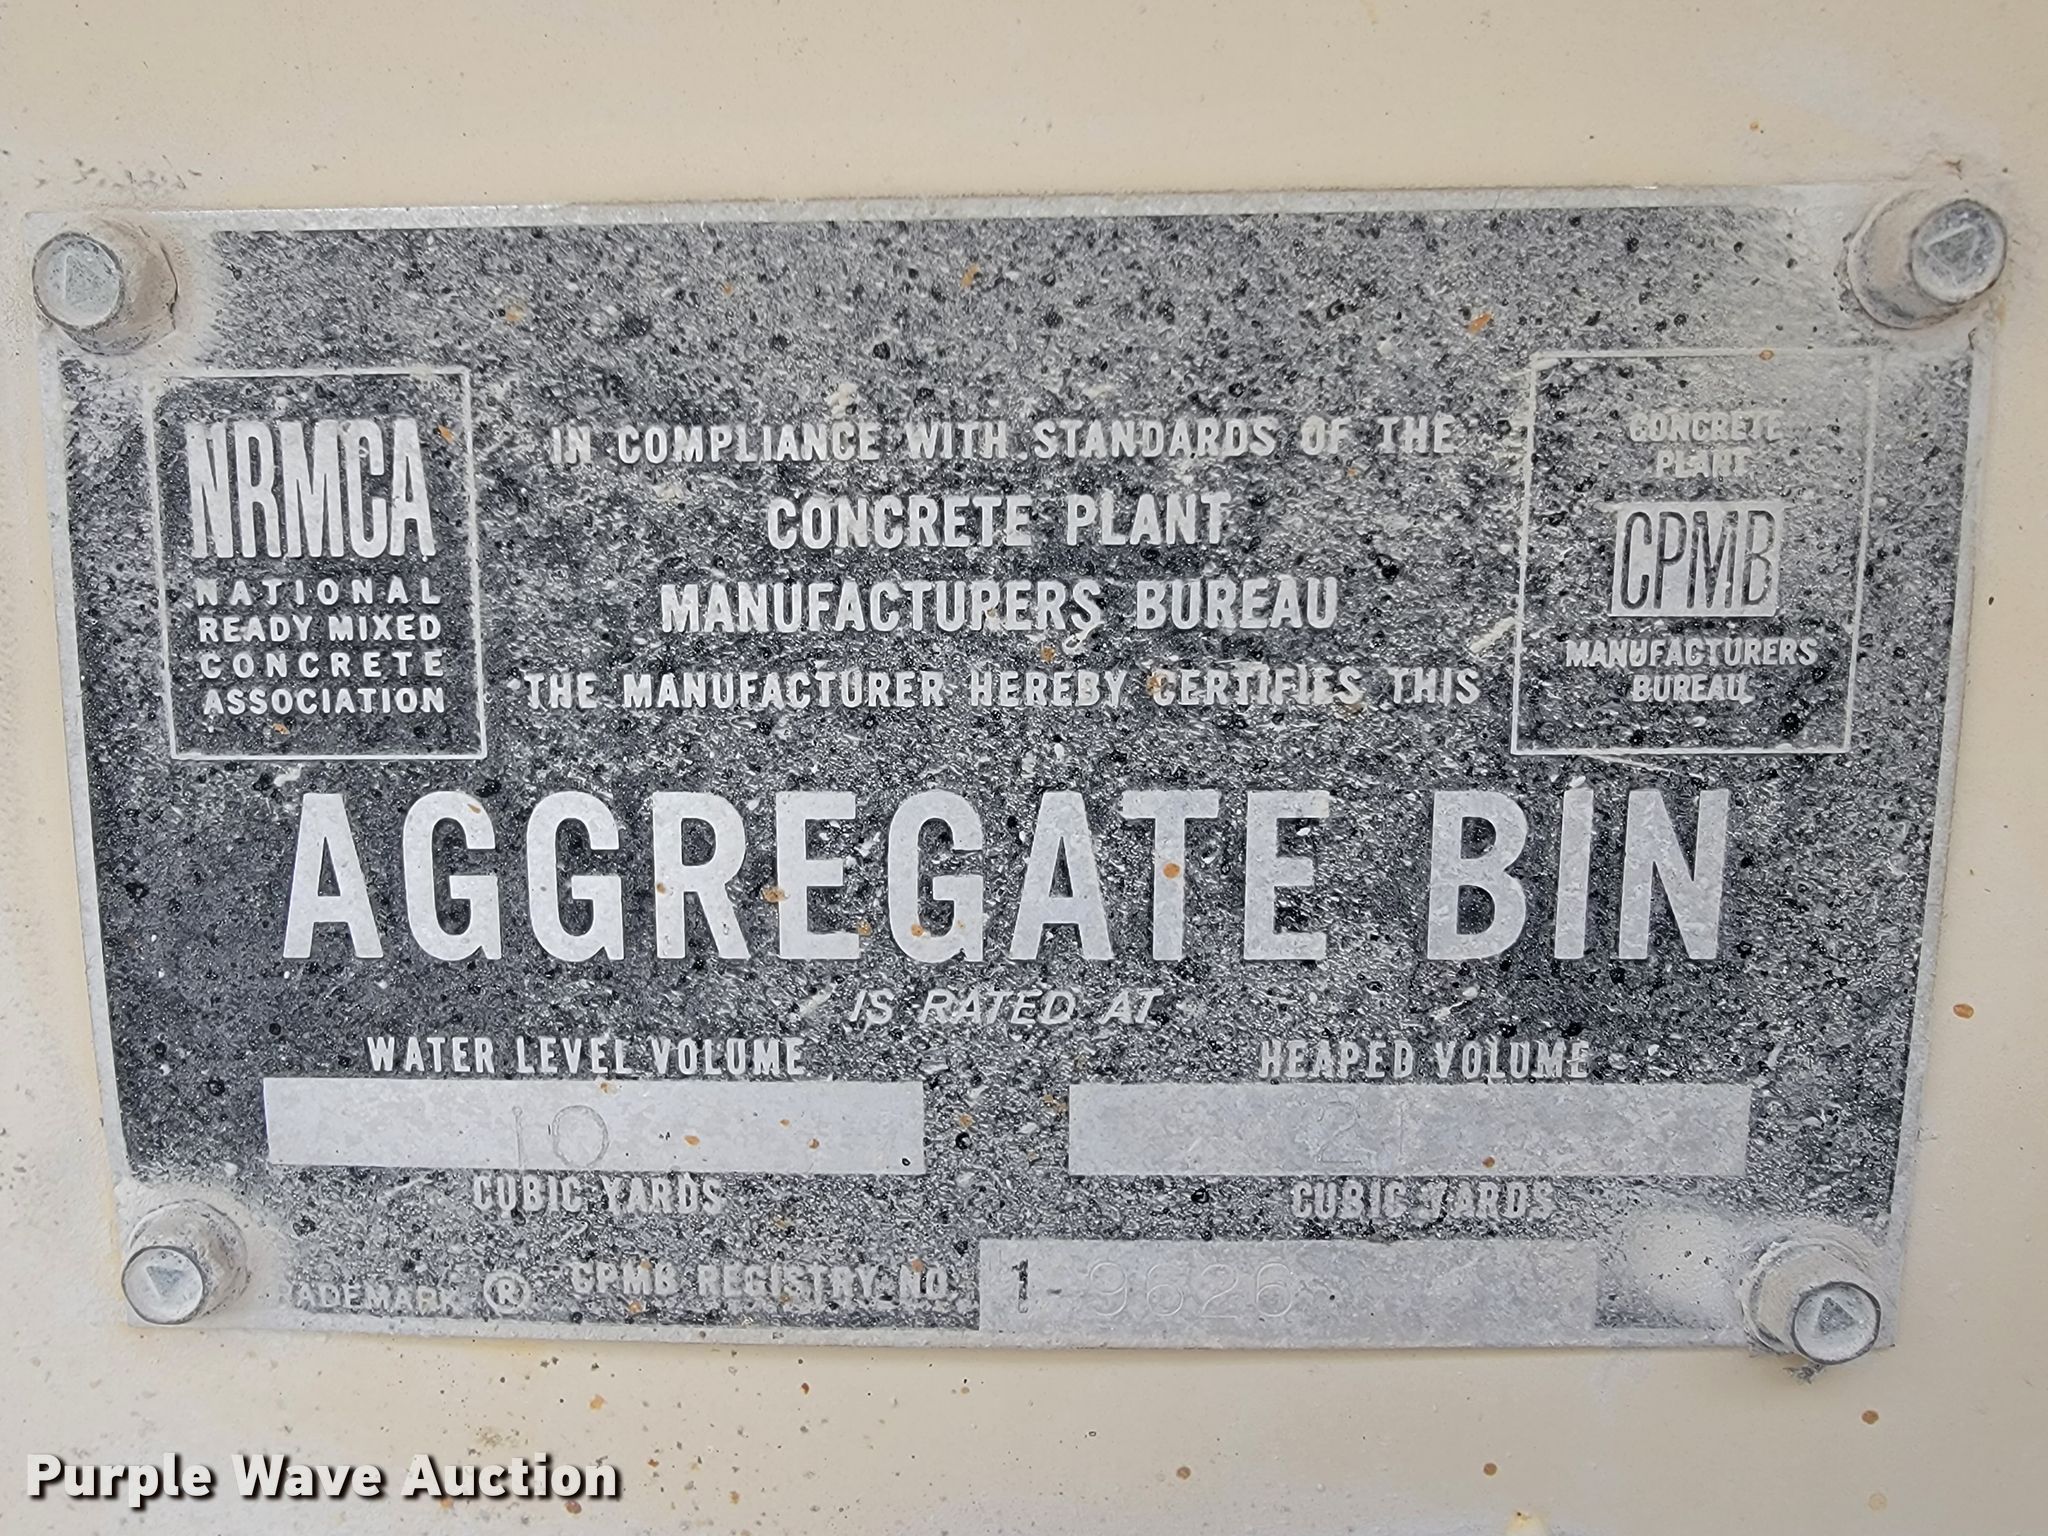 NRMCA
NATIONAL
READY MIXED
CONCRETE
ASSOCIATION
IN COMPLIANCE WITH STANDARDS OF THE
CONCRETE PLANT
MANUFACTURERS BUREAU
THE MANUFACTURER HEREBY CERTIFIES THIS
CONCRETE
PLANT
CPMB
MANUFACTURERS
BUREAU
AGGREGATE BIN
IS RATED AT
WATER LEVEL VOLUME
10
CUBIC YARDS
HEAPED VOLUME
21
CUBIC YARDS
TRADEMARK ® CPMB REGISTRY NO. 1-9626
Purple Wave Auction